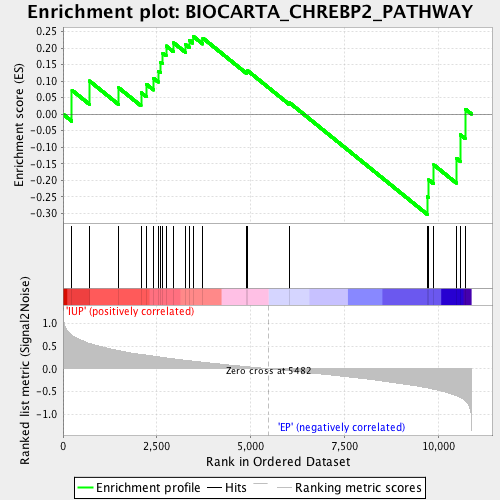 Enrichment plot: BIOCARTA_CHREBP2_PATHWAY
Enrichment score (ES)
0.25
0.20
0.15
0.10
0.05
0.00
-0.05
-0.10
-0.15
-0.20
-0.25
-0.30
'IUP' (positively correlated)
Ranked list metric (Signal2Noise)
1.0
0.5
0.0
-0.5
-1.0
Zero cross at 5482
'EP' (negatively correlated)
0
2,500
5,000
7,500
10,000
Rank in Ordered Dataset
Enrichment profile
Hits
Ranking metric scores